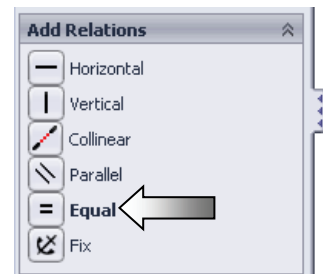 Add Relations
Horizontal
Vertical
Collinear
Parallel
Equal
Fix